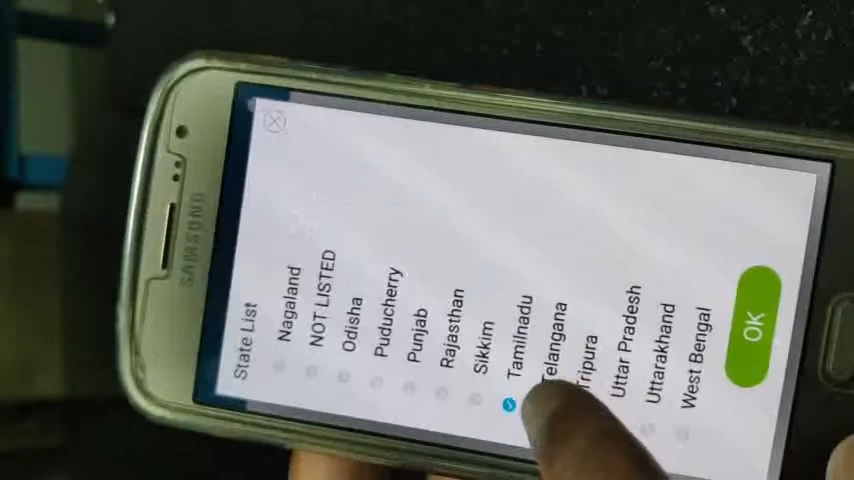 SAMSUNG
State List
Nagaland
NOT LISTED
Odisha
Puducherry
Punjab
Rajasthan
Sikkim
Tamilnadu
Telangana
Tripura
Uttar Pradesh
Uttarakhand
West Bengal
OK